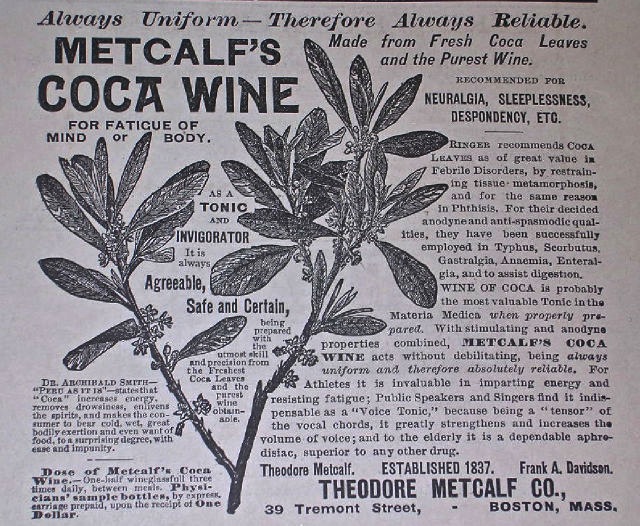 Always Uniform — Therefore Always Reliable.
METCALF'S
COCA WINE
FOR FATIGUE OF
MIND or BODY.
Made from Fresh Coca Leaves
and the Purest Wine.
RECOMMENDED FOR
NEURALGIA, SLEEPLESSNESS,
DESPONDENCY, ETC.
RINGER recommends COCA
LEAVES as of great value in
Febrile Disorders, by restrain-
ing tissue metamorphosis,
and for the same reason
in Phthisis. For their decided
anodyne and anti-spasmodic qual-
ities, they have been successfully
employed in Typhus, Scorbutus,
Gastralgia, Anaemia, Enteral-
gia, and to assist digestion.
WINE OF COCA is probably
the most valuable Tonic in the
Materia Medica when properly pre-
pared. With stimulating and anodyne
properties combined, METCALF'S COCA
WINE acts without debilitating, being always
uniform and therefore absolutely reliable. For
Athletes it is invaluable in imparting energy and
resisting fatigue; Public Speakers and Singers find it indis-
pensable as a "Voice Tonic," because being a "tensor" of
the vocal chords, it greatly strengthens and increases the
volume of voice; and to the elderly it is a dependable aphro-
disiac, superior to any other drug.
AS A
TONIC
AND
INVIGORATOR
It is
always
Agreeable,
Safe and Certain,
being
prepared
with
the
utmost skill
and precision from
the Freshest
Coca Leaves
and the
purest
wine
obtain-
able.
DR. ARCHIBALD SMITH—
"PERU AS IT IS"—states that
"Coca" increases energy,
removes drowsiness, enlivens
the spirits, and makes the con-
sumer to bear cold, wet, great
bodily exertion and even want of
food, to a surprising degree, with
ease and impunity.
Dose of Metcalf's Coca
Wine.—One-half wineglassful three
times daily, between meals. Physi-
cians' sample bottles, by express,
carriage prepaid, upon the receipt of One
Dollar.
Theodore Metcalf. ESTABLISHED 1837. Frank A. Davidson.
THEODORE METCALF CO.,
39 Tremont Street, - BOSTON, MASS.